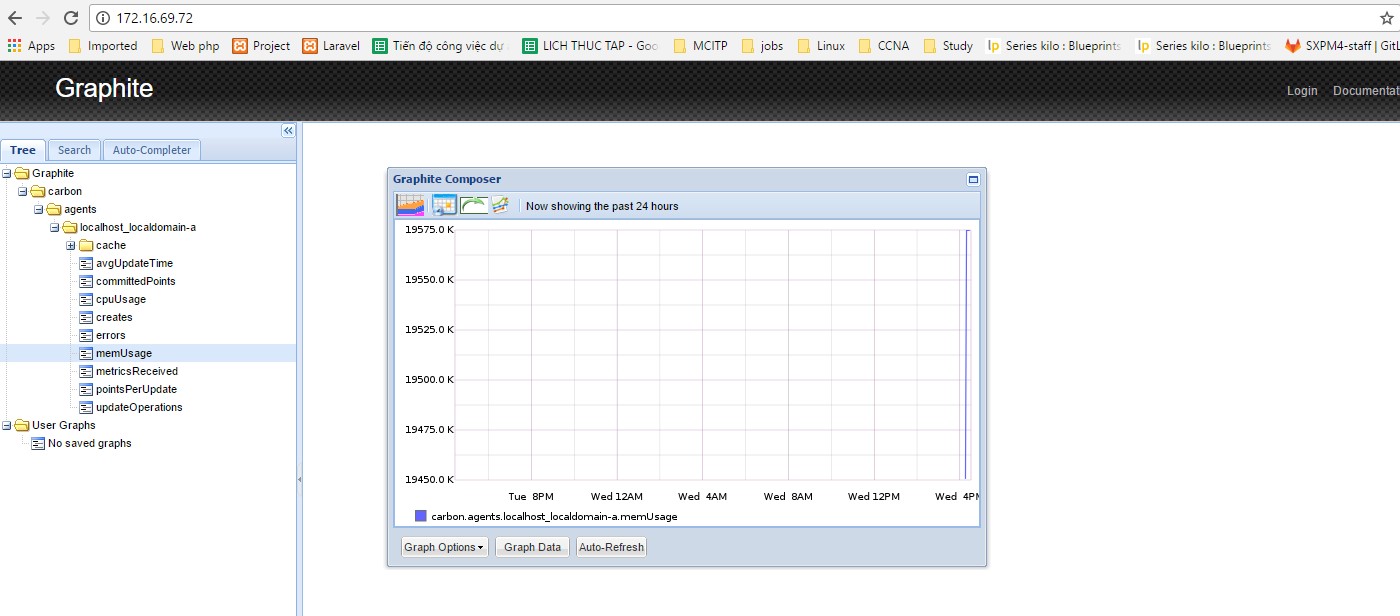 172.16.69.72
Apps Imported Web php Project Laravel Tiến độ công việc dự LICH THUC TAP - Goo MCITP jobs Linux CCNA Study lp Series kilo : Blueprints lp Series kilo : Blueprints SXPM4-staff | GitL
Graphite
Login Documentat
Tree Search Auto-Completer
Graphite
carbon
agents
localhost_localdomain-a
cache
avgUpdateTime
committedPoints
cpuUsage
creates
errors
memUsage
metricsReceived
pointsPerUpdate
updateOperations
User Graphs
No saved graphs
Graphite Composer
Now showing the past 24 hours
19575.0 K
19550.0 K
19525.0 K
19500.0 K
19475.0 K
19450.0 K
Tue 8PM Wed 12AM Wed 4AM Wed 8AM Wed 12PM Wed 4PM
carbon.agents.localhost_localdomain-a.memUsage
Graph Options Graph Data Auto-Refresh